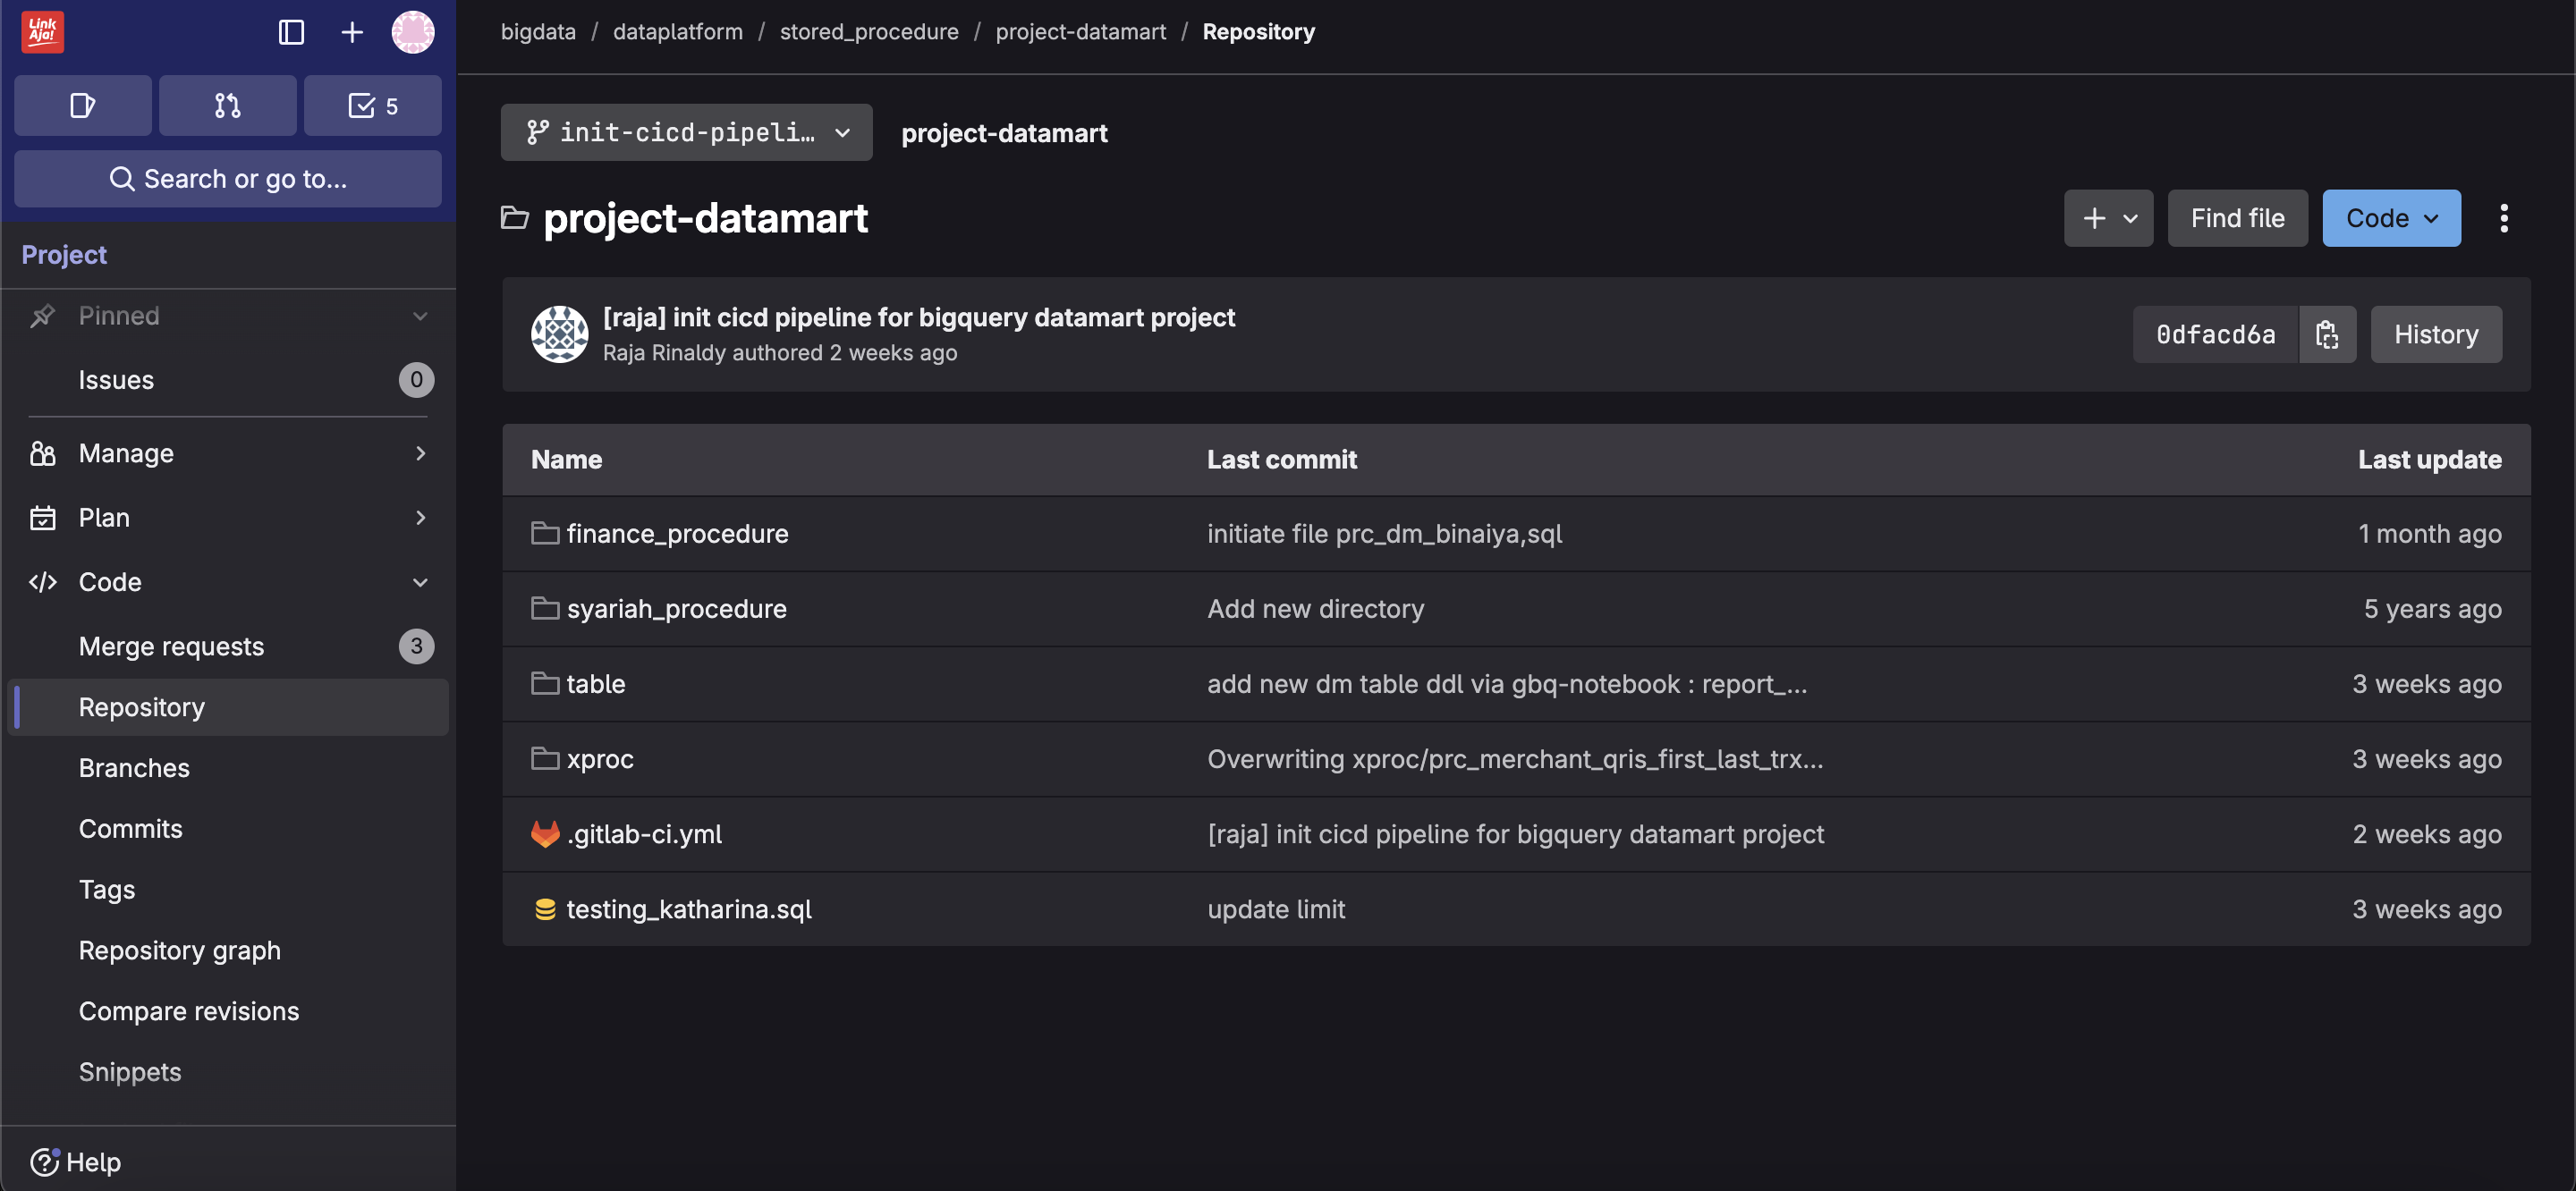 Link
Aja!
5
Search or go to...
Project
Pinned
Issues
0
Manage
Plan
Code
Merge requests
3
Repository
Branches
Commits
Tags
Repository graph
Compare revisions
Snippets
Help
bigdata / dataplatform / stored_procedure / project-datamart / Repository
init-cicd-pipeli… project-datamart
project-datamart
Find file
Code
[raja] init cicd pipeline for bigquery datamart project
Raja Rinaldy authored 2 weeks ago
0dfacd6a
History
Name Last commit Last update
finance_procedure initiate file prc_dm_binaiya,sql 1 month ago
syariah_procedure Add new directory 5 years ago
table add new dm table ddl via gbq-notebook : report_... 3 weeks ago
xproc Overwriting xproc/prc_merchant_qris_first_last_trx... 3 weeks ago
.gitlab-ci.yml [raja] init cicd pipeline for bigquery datamart project 2 weeks ago
testing_katharina.sql update limit 3 weeks ago